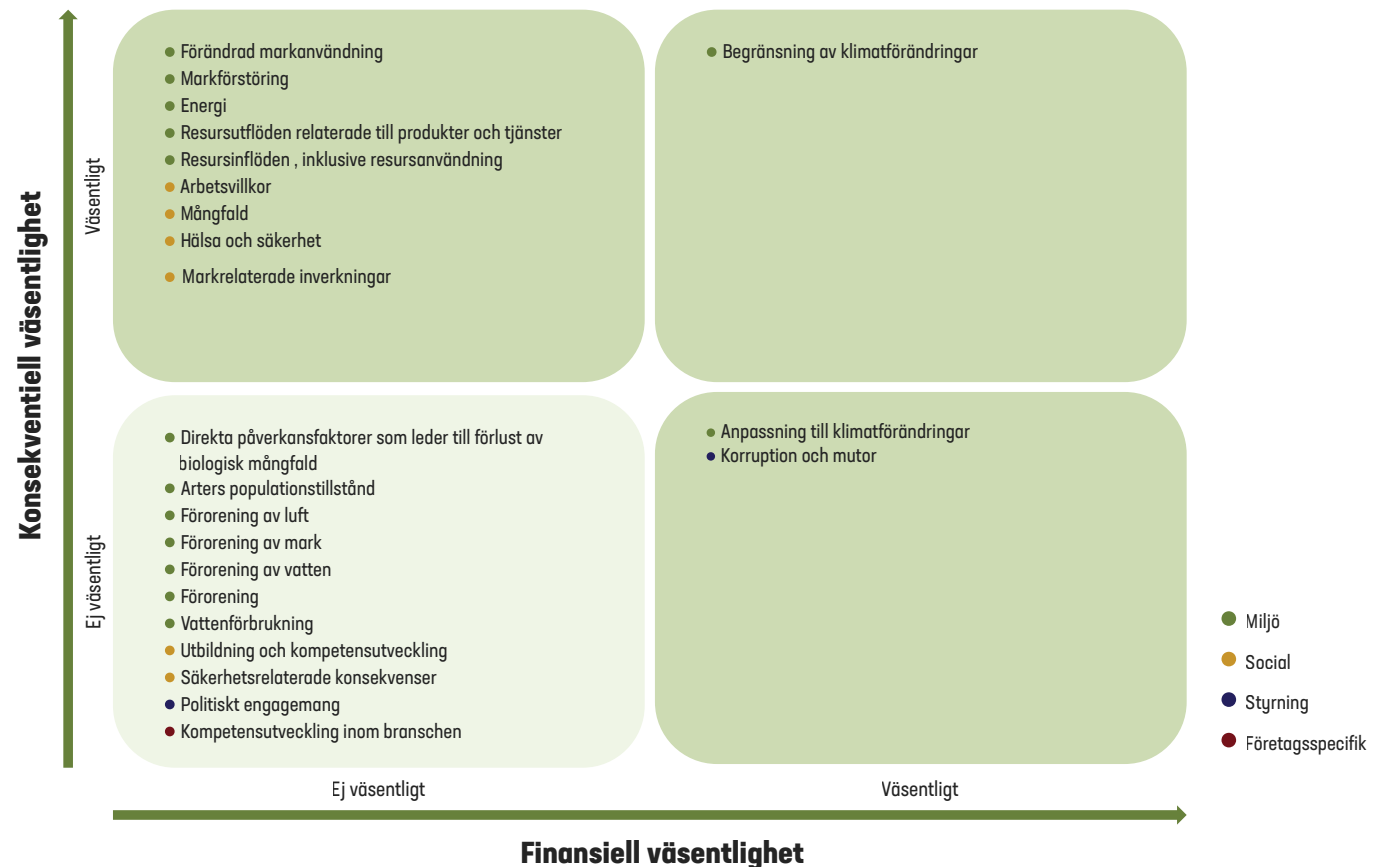 Konsekventiell väsentlighet
Väsentligt
Förändrad markanvändning
Markförstöring
Energi
Resursutflöden relaterade till produkter och tjänster
Resursinflöden , inklusive resursanvändning
Arbetsvillkor
Mångfald
Hälsa och säkerhet
Markrelaterade inverkningar
Begränsning av klimatförändringar
Ej väsentligt
Direkta påverkansfaktorer som leder till förlust av
biologisk mångfald
Arters populationstillstånd
Förorening av luft
Förorening av mark
Förorening av vatten
Förorening
Vattenförbrukning
Utbildning och kompetensutveckling
Säkerhetsrelaterade konsekvenser
Politiskt engagemang
Kompetensutveckling inom branschen
Anpassning till klimatförändringar
Korruption och mutor
Miljö
Social
Styrning
Företagsspecifik
Ej väsentligt
Väsentligt
Finansiell väsentlighet